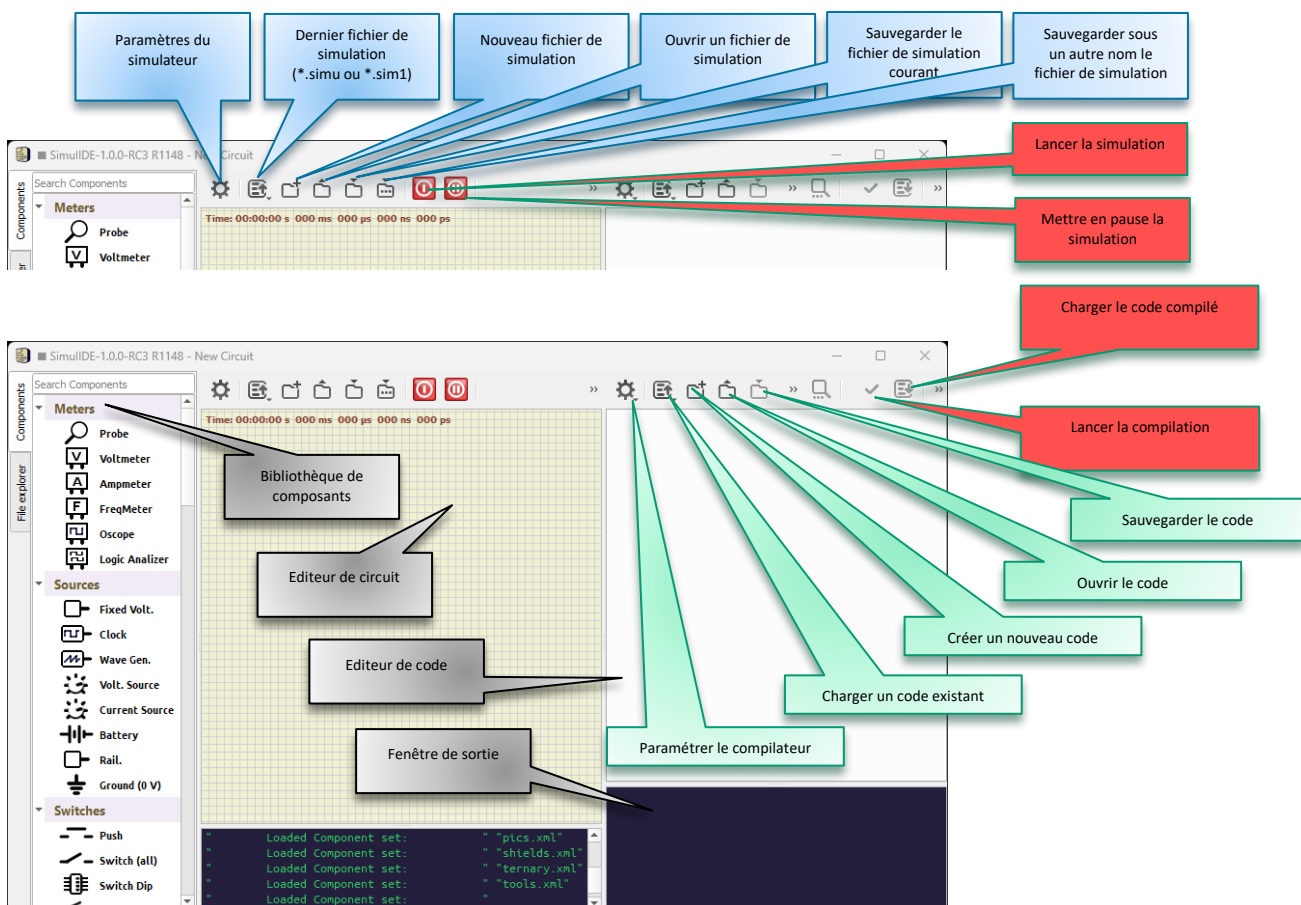 Paramètres du
simulateur
Dernier fichier de
simulation
(*.simu ou *.sim1)
Nouveau fichier de
simulation
Ouvrir un fichier de
simulation
Sauvegarder le
fichier de simulation
courant
Sauvegarder sous
un autre nom le
fichier de simulation
Lancer la simulation
Mettre en pause la
simulation
SimulIDE-1.0.0-RC3 R1148 - New Circuit
Components
Search Components
Meters
Probe
Voltmeter
Time: 00:00:00 s 000 ms 000 µs 000 ns 000 ps
Charger le code compilé
Lancer la compilation
SimulIDE-1.0.0-RC3 R1148 - New Circuit
Components
File explorer
Search Components
Meters
Probe
Voltmeter
Ampmeter
FreqMeter
Oscope
Logic Analizer
Sources
Fixed Volt.
Clock
Wave Gen.
Volt. Source
Current Source
Battery
Rail.
Ground (0 V)
Switches
Push
Switch (all)
Switch Dip
Time: 00:00:00 s 000 ms 000 µs 000 ns 000 ps
Bibliothèque de
composants
Editeur de circuit
Editeur de code
Fenêtre de sortie
Sauvegarder le code
Ouvrir le code
Créer un nouveau code
Charger un code existant
Paramétrer le compilateur
" Loaded Component set: " "pics.xml"
" Loaded Component set: " "shields.xml"
" Loaded Component set: " "ternary.xml"
" Loaded Component set: " "tools.xml"
" Loaded Component set: "